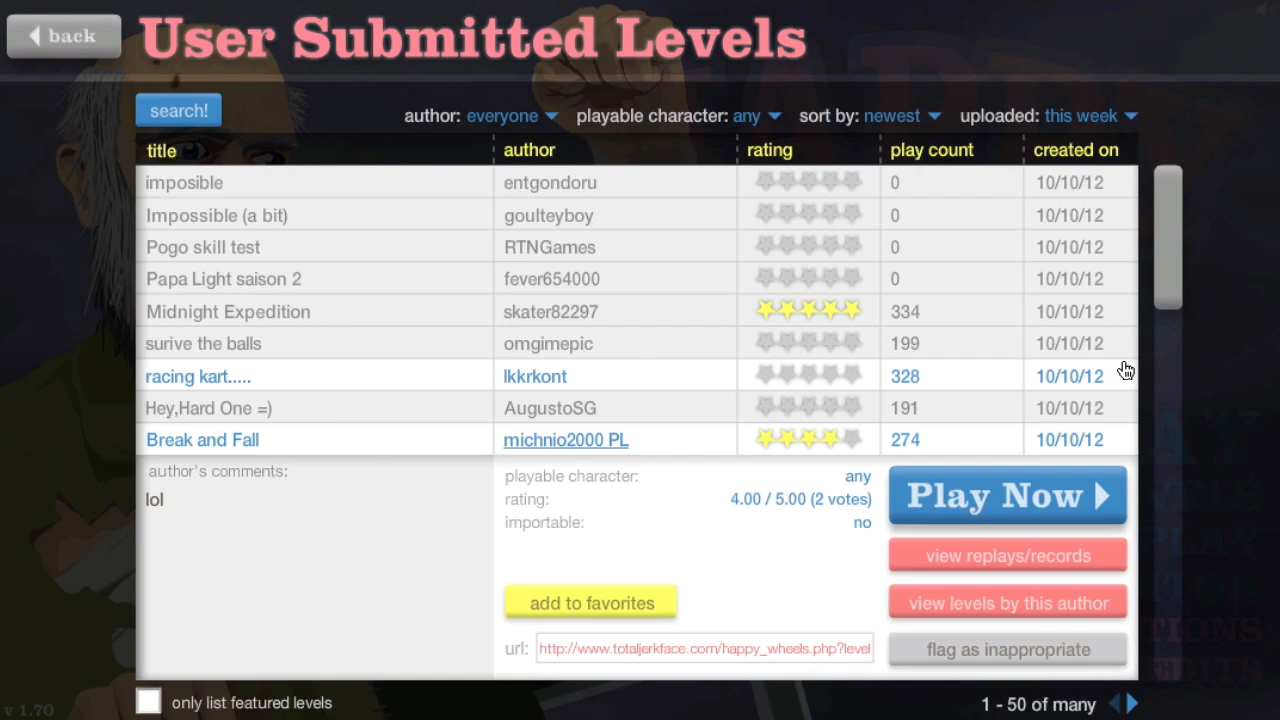 back
User Submitted Levels
search!
author: everyone playable character: any sort by: newest uploaded: this week
title author rating play count created on
imposible entgondoru 0 10/10/12
Impossible (a bit) goulteyboy 0 10/10/12
Pogo skill test RTNGames 0 10/10/12
Papa Light saison 2 fever654000 0 10/10/12
Midnight Expedition skater82297 334 10/10/12
surive the balls omgimepic 199 10/10/12
racing kart..... lkkrkont 328 10/10/12
Hey,Hard One =) AugustoSG 191 10/10/12
Break and Fall michnio2000 PL 274 10/10/12
author's comments:
lol
playable character: any
rating: 4.00 / 5.00 (2 votes)
importable: no
Play Now
view replays/records
add to favorites
view levels by this author
url: http://www.totaljerkface.com/happy_wheels.php?level
flag as inappropriate
only list featured levels
1 - 50 of many
v 1.70